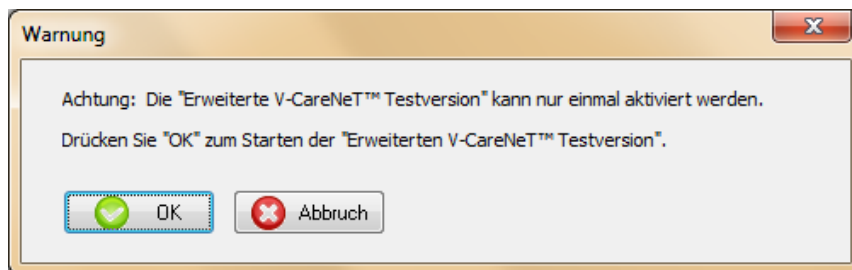 Warnung
Achtung: Die "Erweiterte V-CareNeT™ Testversion" kann nur einmal aktiviert werden.
Drücken Sie "OK" zum Starten der "Erweiterten V-CareNeT™ Testversion".
OK Abbruch